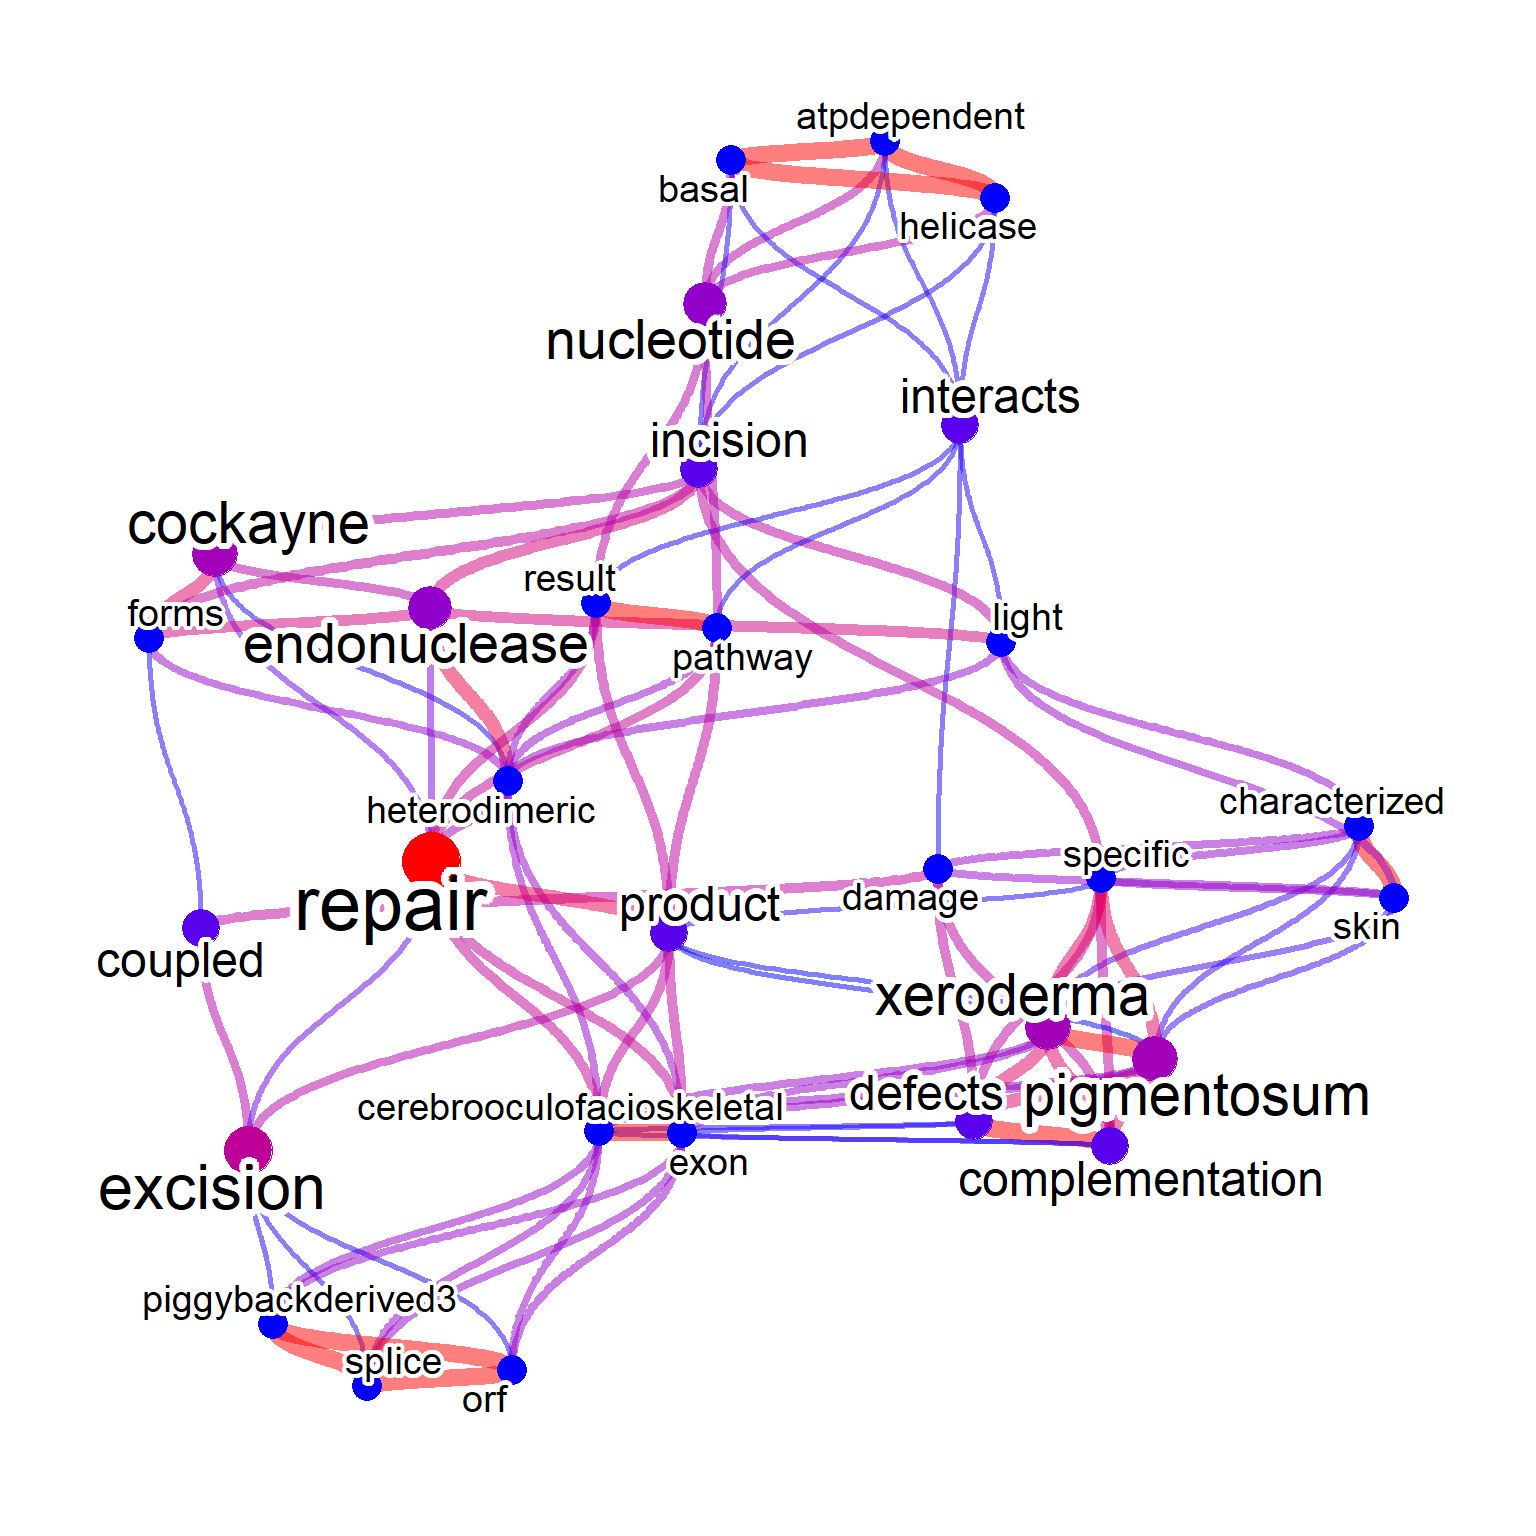 atpdependent
basal
helicase
nucleotide
interacts
incision
cockayne
result
forms
light
endonuclease
pathway
characterized
heterodimeric
specific
repair
product
damage
skin
coupled
xeroderma
defects
pigmentosum
cerebrooculofacioskeletal
exon
complementation
excision
piggybackderived3
splice
orf